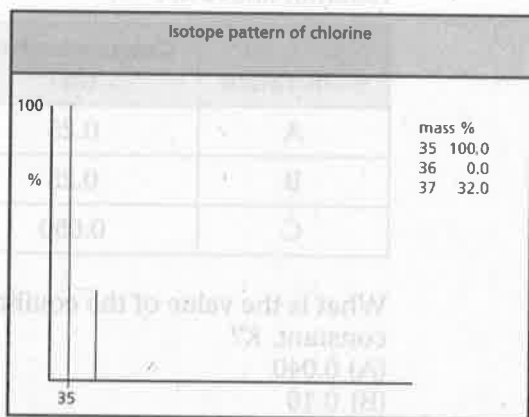 Isotope pattern of chlorine
100
%
mass %
35 100.0
36 0.0
37 32.0
35
A 0.25
B 0.25
C 0.050
What is the value of the equilib
constant, K?
(A) 0.040
(B) 0.10